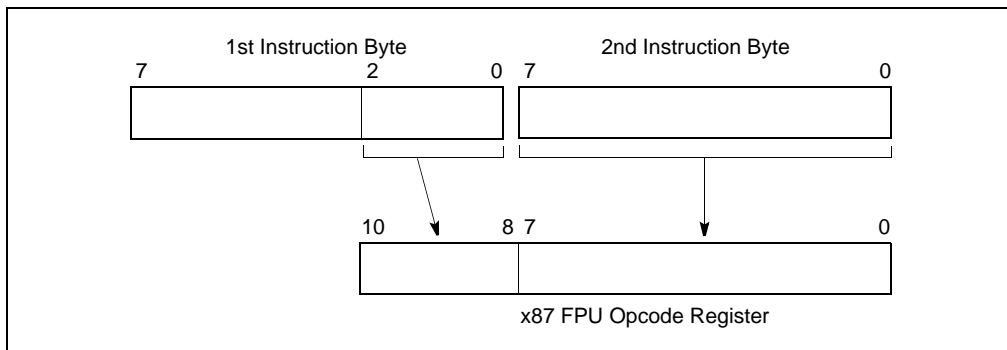 1st Instruction Byte 2nd Instruction Byte
7 2 0 7 0
10 8 7 0
x87 FPU Opcode Register